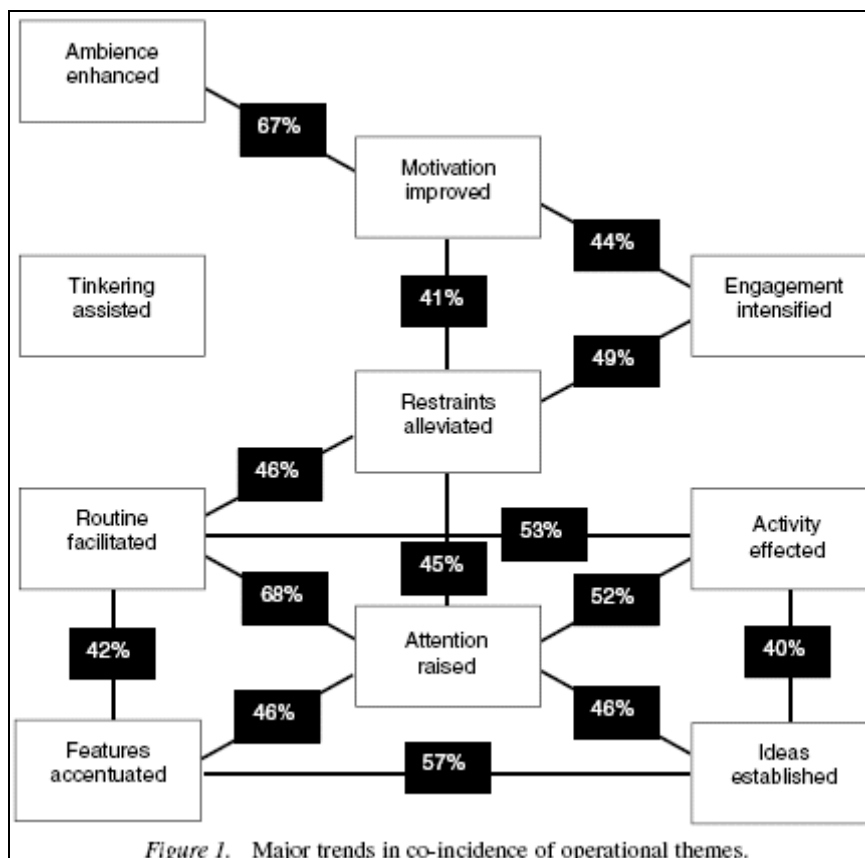 Ambience
enhanced
67%
Motivation
improved
44%
Tinkering
assisted
41%
Engagement
intensified
49%
Restraints
alleviated
46%
Routine
facilitated
53%
Activity
effected
45%
68%
52%
42%
Attention
raised
40%
46%
46%
Features
accentuated
57%
Ideas
established
Figure 1. Major trends in co-incidence of operational themes.